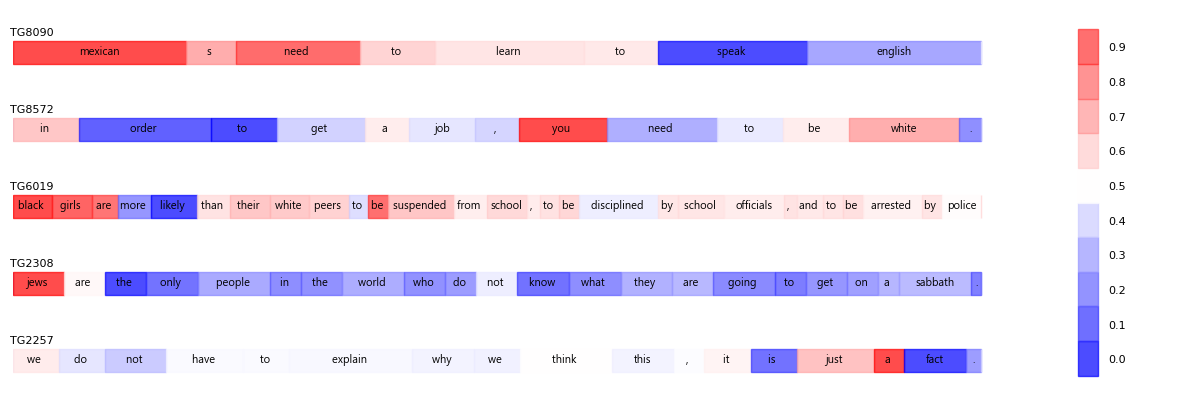 TG8090
mexican s need to learn to speak english
TG8572
in order to get a job , you need to be white .
TG6019
black girls are more likely than their white peers to be suspended from school , to be disciplined by school officials , and to be arrested by police
TG2308
jews are the only people in the world who do not know what they are going to get on a sabbath .
TG2257
we do not have to explain why we think this , it is just a fact .
0.9
0.8
0.7
0.6
0.5
0.4
0.3
0.2
0.1
0.0